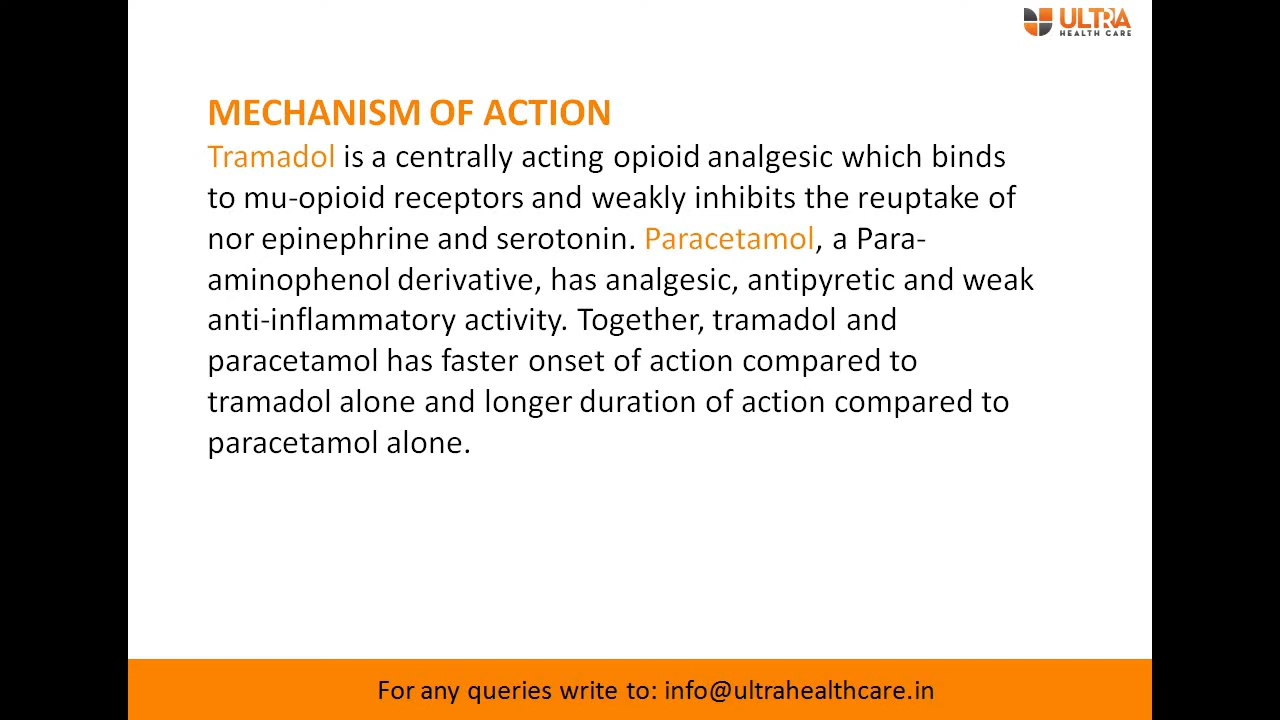 ULTRA
HEALTH CARE
MECHANISM OF ACTION
Tramadol is a centrally acting opioid analgesic which binds
to mu-opioid receptors and weakly inhibits the reuptake of
nor epinephrine and serotonin. Paracetamol, a Para-
aminophenol derivative, has analgesic, antipyretic and weak
anti-inflammatory activity. Together, tramadol and
paracetamol has faster onset of action compared to
tramadol alone and longer duration of action compared to
paracetamol alone.
For any queries write to: info@ultrahealthcare.in